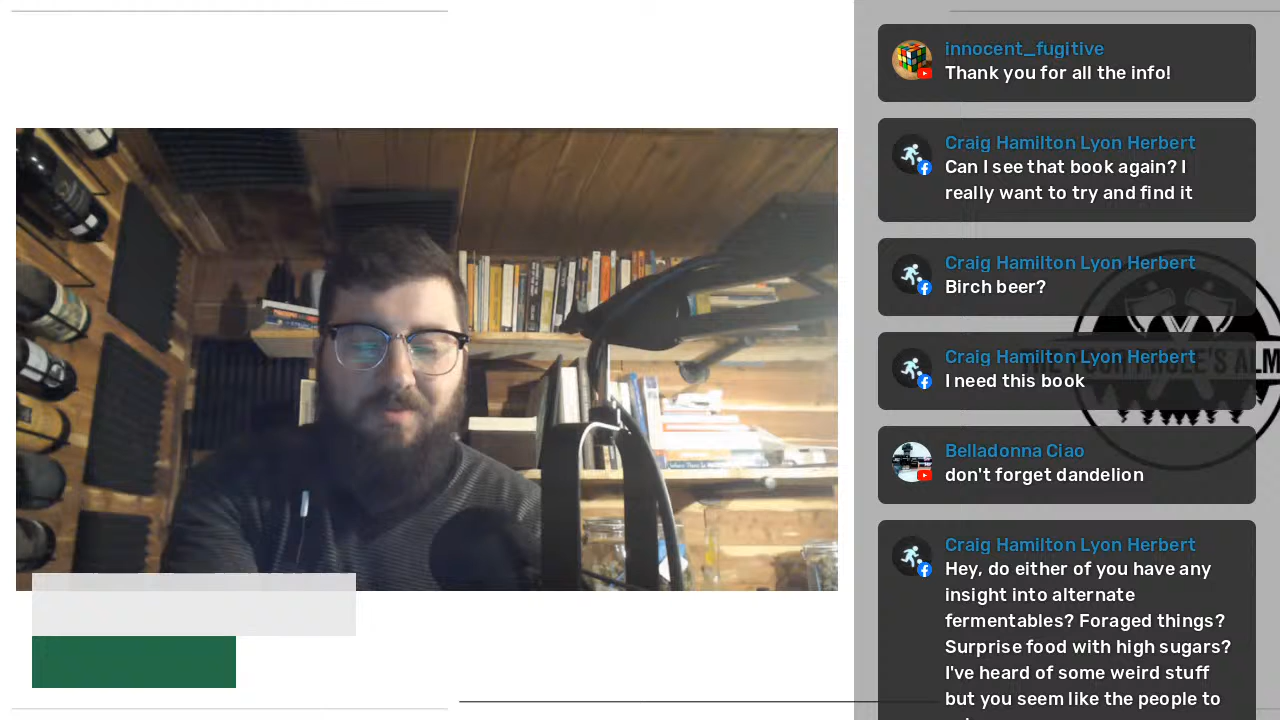 innocent_fugitive
Thank you for all the info!
Craig Hamilton Lyon Herbert
Can I see that book again? I
really want to try and find it
Craig Hamilton Lyon Herbert
Birch beer?
Craig Hamilton Lyon Herbert
I need this book
Belladonna Ciao
don't forget dandelion
Craig Hamilton Lyon Herbert
Hey, do either of you have any
insight into alternate
fermentables? Foraged things?
Surprise food with high sugars?
I've heard of some weird stuff
but you seem like the people to